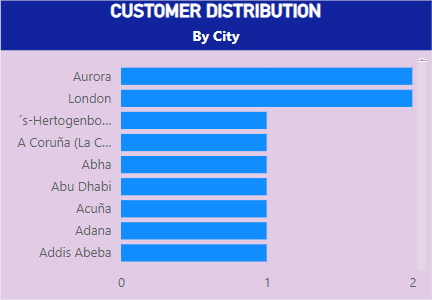 CUSTOMER DISTRIBUTION
By City
Aurora
London
´s-Hertogenbo...
A Coruña (La C...
Abha
Abu Dhabi
Acuña
Adana
Addis Abeba
0 1 2